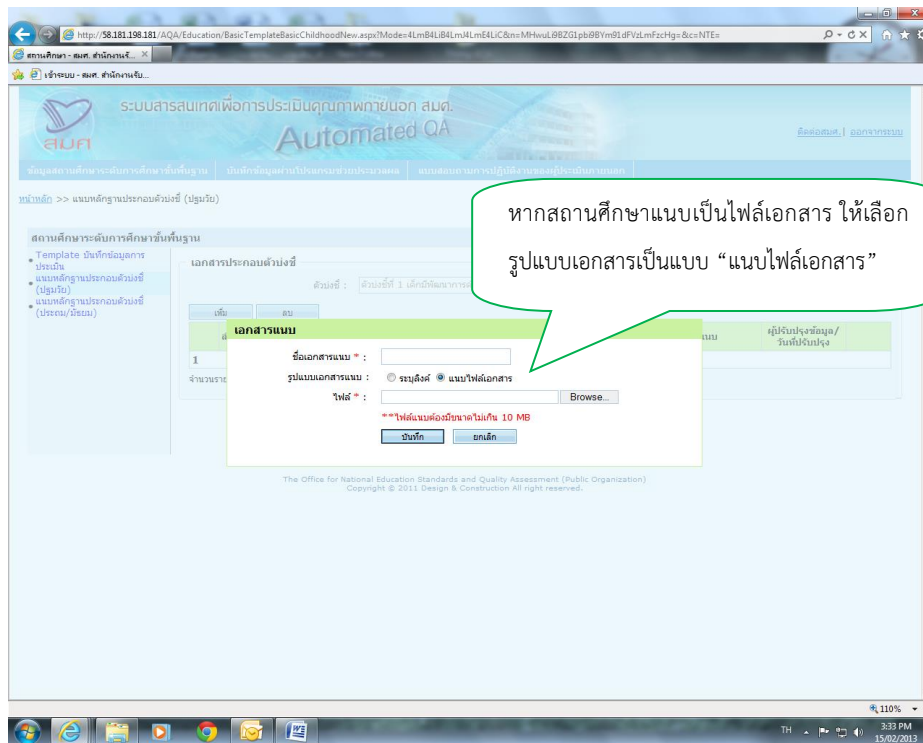 http://58.181.198.181/AQA/Education/BasicTemplateBasicChildhoodNew.aspx?Mode=4LmB4LiB4LmJ4LmE4LiC&n=MHwuLi9BZG1pbi9BYm91dFVzLmFzcHg=&c=NTE=
สถานศึกษา - สมศ. สำนักงานรั...
เข้าระบบ - สมศ. สำนักงานรับ...
ระบบสารสนเทศเพื่อการประเมินคุณภาพภายนอก สมศ.
สมศ
Automated QA
ติดต่อสมศ. | ออกจากระบบ
ข้อมูลสถานศึกษาระดับการศึกษาขั้นพื้นฐาน บันทึกข้อมูลผ่านโปรแกรมช่วยประมวลผล แบบสอบถามการปฏิบัติงานของผู้ประเมินภายนอก
หน้าหลัก >> แนบหลักฐานประกอบตัวบ่งชี้ (ปฐมวัย)
หากสถานศึกษาแนบเป็นไฟล์เอกสาร ให้เลือก
รูปแบบเอกสารเป็นแบบ “แนบไฟล์เอกสาร”
สถานศึกษาระดับการศึกษาขั้นพื้นฐาน
Template บันทึกข้อมูลการ
ประเมิน
แนบหลักฐานประกอบตัวบ่งชี้
(ปฐมวัย)
แนบหลักฐานประกอบตัวบ่งชี้
(ประถม/มัธยม)
เอกสารประกอบตัวบ่งชี้
ตัวบ่งชี้ : ตัวบ่งชี้ที่ 1 เด็กมีพัฒนาการ
เพิ่ม ลบ
ผู้ปรับปรุงข้อมูล/
วันที่ปรับปรุง
1
จำนวนราย
เอกสารแนบ
ชื่อเอกสารแนบ * :
รูปแบบเอกสารแนบ : ระบุลิงค์ แนบไฟล์เอกสาร
ไฟล์ * : Browse...
**ไฟล์แนบต้องมีขนาดไม่เกิน 10 MB
บันทึก ยกเลิก
The Office for National Education Standards and Quality Assessment (Public Organization)
Copyright © 2011 Design & Construction All right reserved.
110%
TH
3:33 PM
15/02/2013